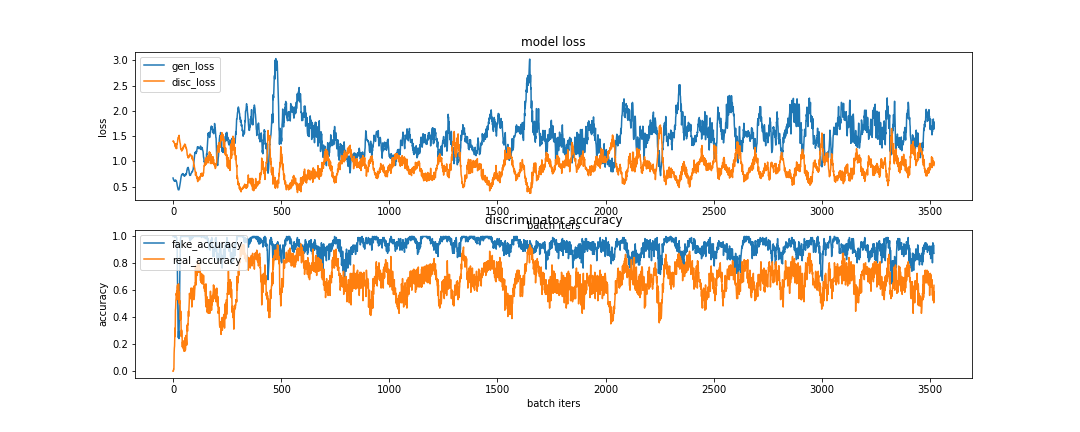 model loss
3.0
2.5
2.0
1.5
1.0
0.5
loss
gen_loss
disc_loss
0 500 1000 1500 2000 2500 3000 3500
batch iters
discriminator accuracy
1.0
0.8
0.6
0.4
0.2
0.0
accuracy
fake_accuracy
real_accuracy
0 500 1000 1500 2000 2500 3000 3500
batch iters